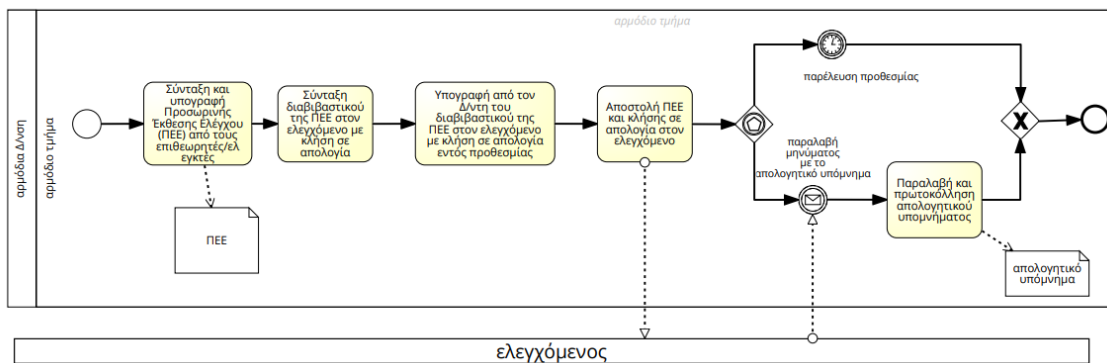 αρμόδιο τμήμα
αρμόδια Δ/νση
αρμόδιο τμήμα
Σύνταξη και
υπογραφή
Προσωρινής
Έκθεσης Ελέγχου
(ΠΕΕ) από τους
επιθεωρητές/ελ
εγκτές
Σύνταξη
διαβιβαστικού
της ΠΕΕ στον
ελεγχόμενο με
κλήση σε
απολογία
Υπογραφή από τον
Δ/ντη του
διαβιβαστικού της
ΠΕΕ στον ελεγχόμενο
με κλήση σε απολογία
εντός προθεσμίας
Αποστολή ΠΕΕ
και κλήσης σε
απολογία στον
ελεγχόμενο
παρέλευση προθεσμίας
παραλαβή
μηνύματος
με το
απολογητικό υπόμνημα
Παραλαβή και
πρωτοκόλληση
απολογητικού
υπομνήματος
ΠΕΕ
απολογητικό
υπόμνημα
ελεγχόμενος